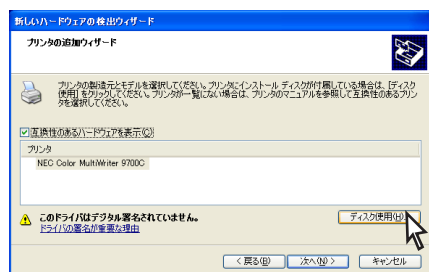 新しいハードウェアの検出ウィザード
プリンタの追加ウィザード
プリンタの製造元とモデルを選択してください。プリンタにインストール ディスクが付属している場合は、[ディスク
使用] をクリックしてください。プリンタが一覧にない場合は、プリンタのマニュアルを参照して互換性のあるプリン
タを選択してください。
互換性のあるハードウェアを表示(C)
プリンタ
NEC Color MultiWriter 9700C
このドライバはデジタル署名されていません。
ドライバの署名が重要な理由
ディスク使用(H)...
< 戻る(B)
次へ(N) >
キャンセル